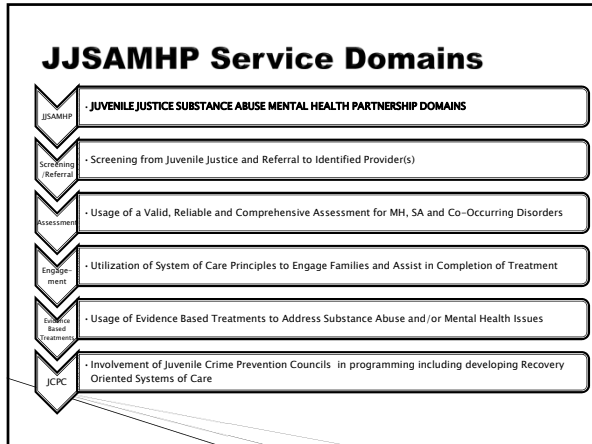 JJSAMHP Service Domains
JJSAMHP
• JUVENILE JUSTICE SUBSTANCE ABUSE MENTAL HEALTH PARTNERSHIP DOMAINS
Screening
/Referral
• Screening from Juvenile Justice and Referral to Identified Provider(s)
Assessment
• Usage of a Valid, Reliable and Comprehensive Assessment for MH, SA and Co-Occurring Disorders
Engage-
ment
• Utilization of System of Care Principles to Engage Families and Assist in Completion of Treatment
Evidence
Based
Treatments
• Usage of Evidence Based Treatments to Address Substance Abuse and/or Mental Health Issues
JCPC
• Involvement of Juvenile Crime Prevention Councils in programming including developing Recovery
Oriented Systems of Care